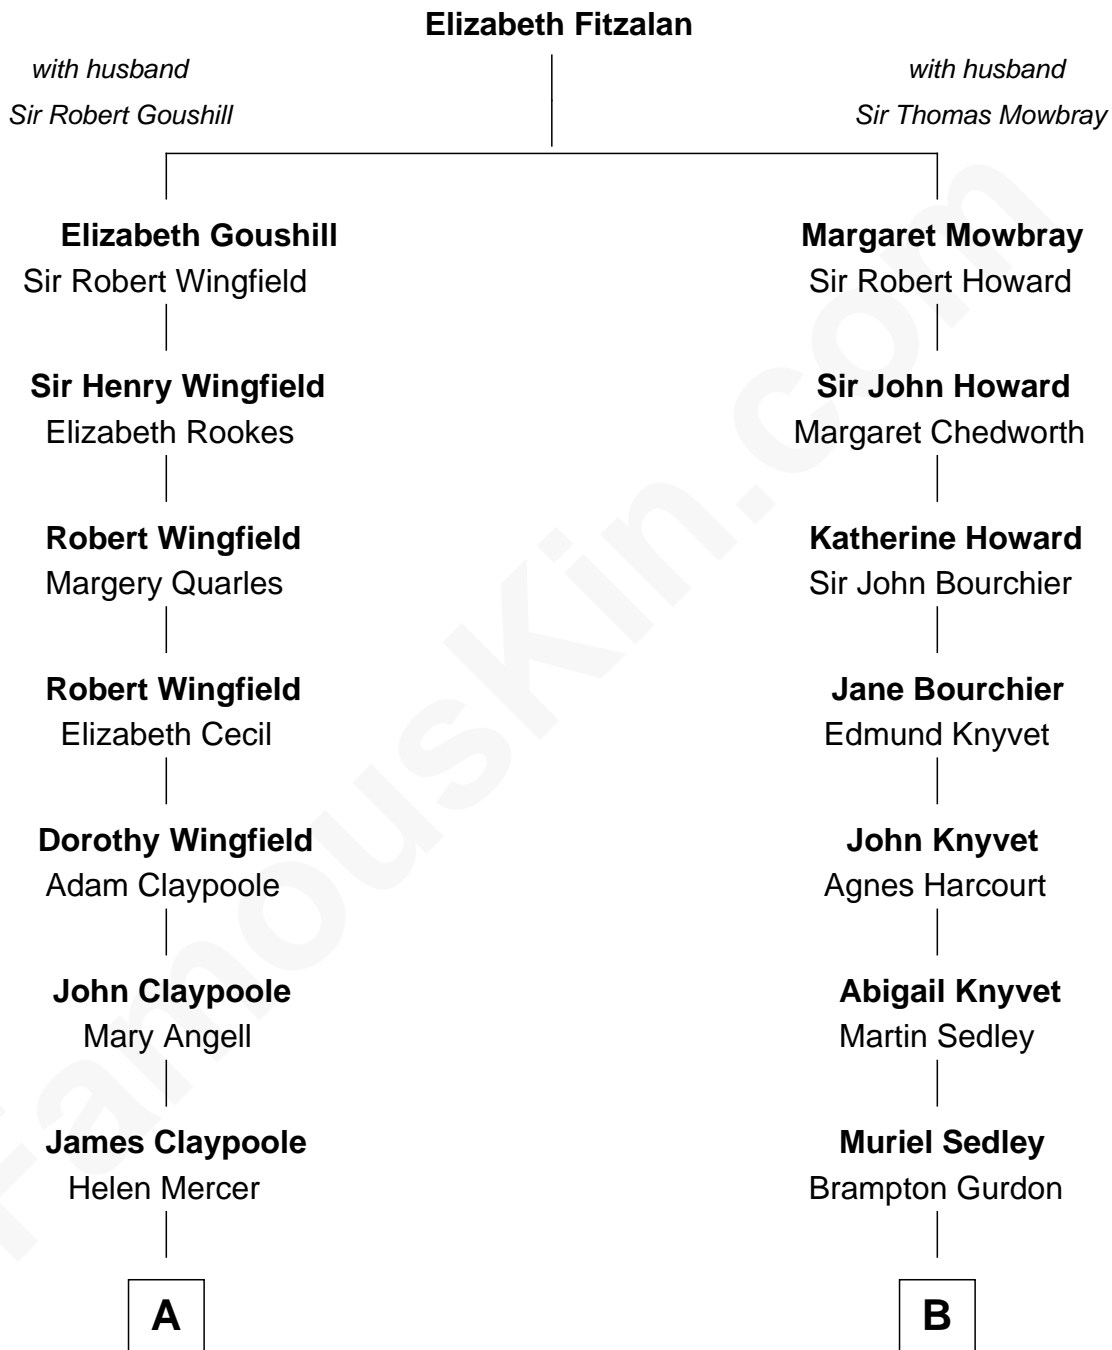 Elizabeth Fitzalan
with husband
Sir Robert Goushill
with husband
Sir Thomas Mowbray
Elizabeth Goushill
Sir Robert Wingfield
Margaret Mowbray
Sir Robert Howard
Sir Henry Wingfield
Elizabeth Rookes
Sir John Howard
Margaret Chedworth
Robert Wingfield
Margery Quarles
Katherine Howard
Sir John Bourchier
Robert Wingfield
Elizabeth Cecil
Jane Bourchier
Edmund Knyvet
Dorothy Wingfield
Adam Claypoole
John Knyvet
Agnes Harcourt
John Claypoole
Mary Angell
Abigail Knyvet
Martin Sedley
James Claypoole
Helen Mercer
Muriel Sedley
Brampton Gurdon
A
B
FamousKin.com